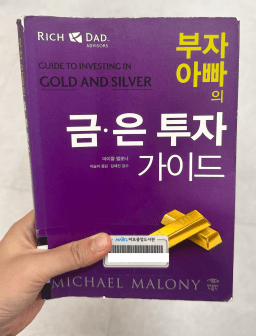 RICH DAD
ADVISORS
GUIDE TO INVESTING IN
GOLD AND SILVER
부자
아빠의
금·은 투자
가이드
마이클 멀로니
MICHAEL MALONY